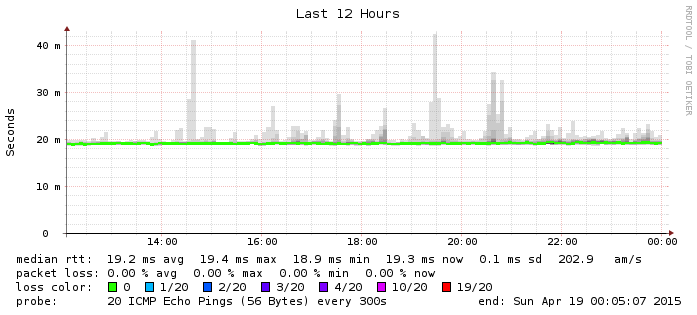 Last 12 Hours
RRDTOOL / TOBI OETIKER
Seconds
40 m
30 m
20 m
10 m
0
14:00 16:00 18:00 20:00 22:00 00:00
median rtt: 19.2 ms avg 19.4 ms max 18.9 ms min 19.3 ms now 0.1 ms sd 202.9 am/s
packet loss: 0.00 % avg 0.00 % max 0.00 % min 0.00 % now
loss color: 0 1/20 2/20 3/20 4/20 10/20 19/20
probe: 20 ICMP Echo Pings (56 Bytes) every 300s end: Sun Apr 19 00:05:07 2015